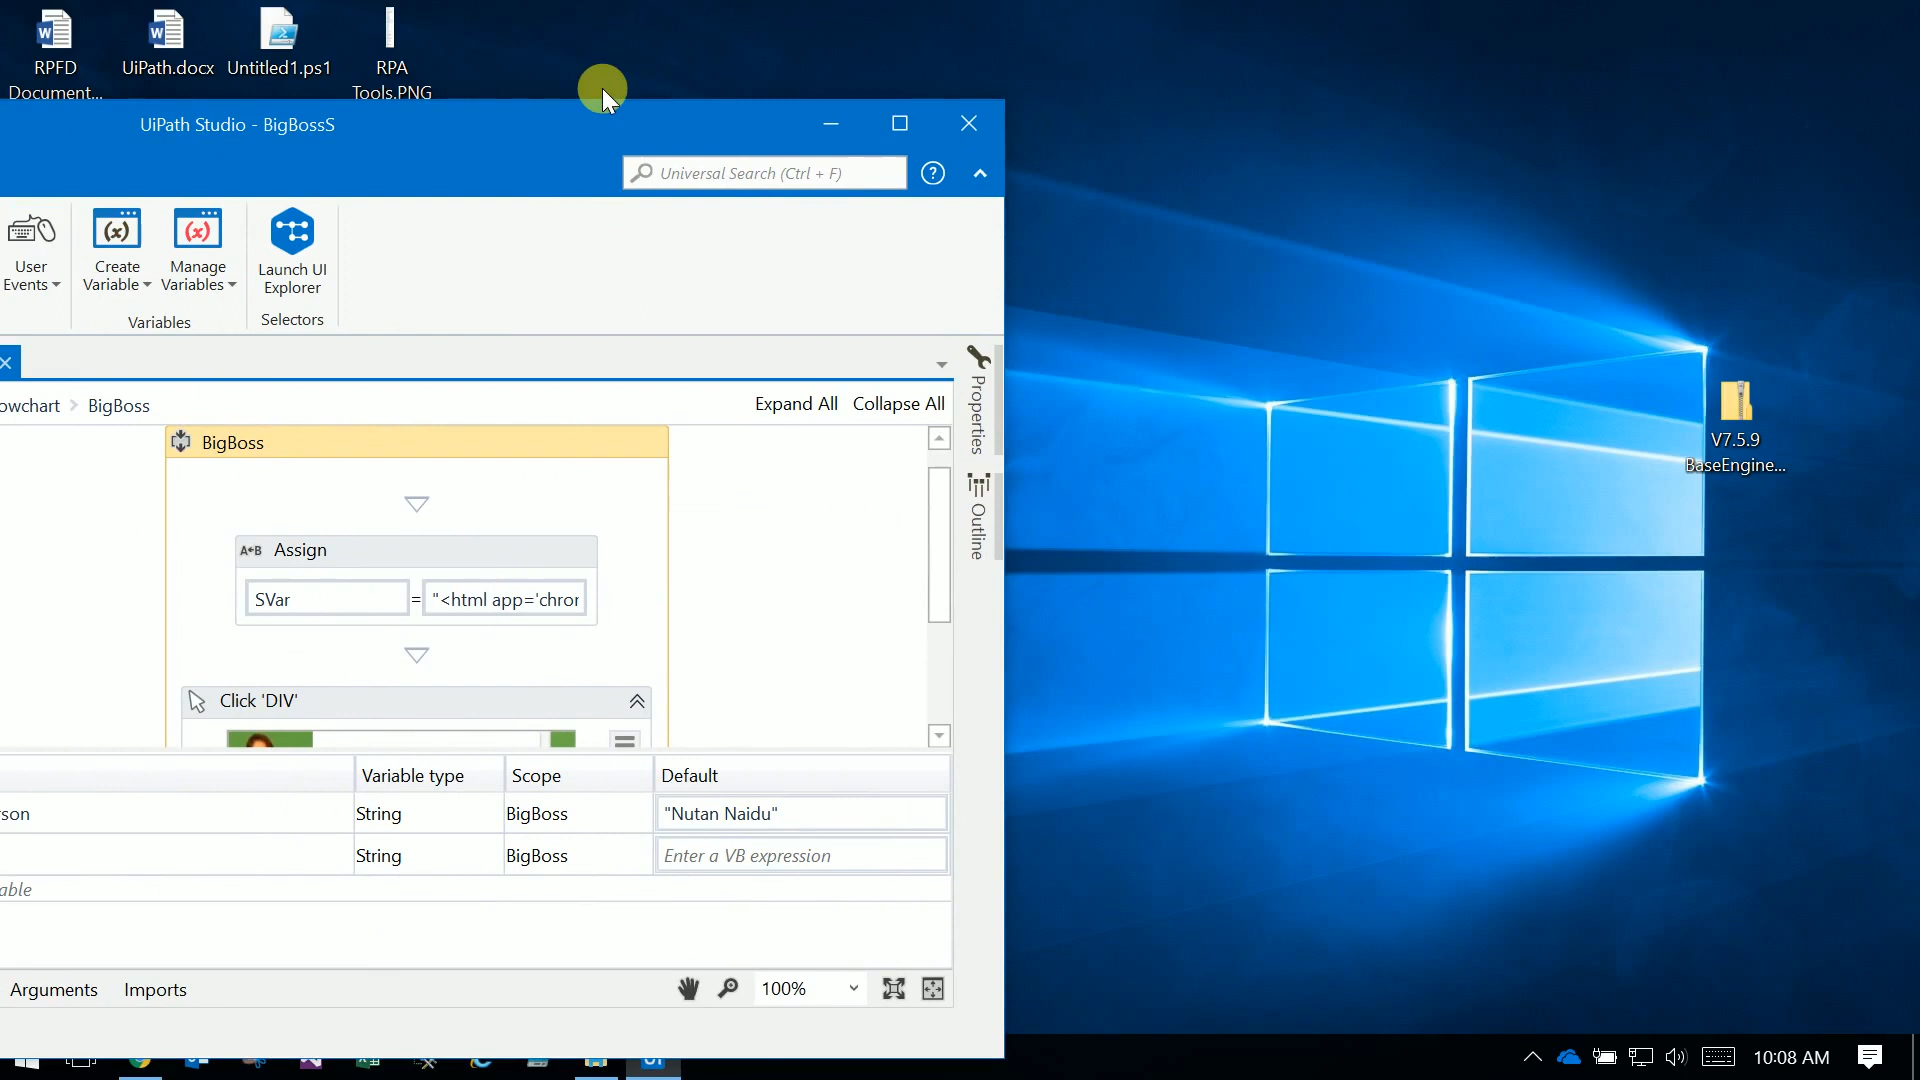 RPFD
Document...
UiPath.docx
Untitled1.ps1
RPA
Tools.PNG
UiPath Studio - BigBossS
Universal Search (Ctrl + F)
?
User
Events
Create
Variable
Manage
Variables
Launch UI
Explorer
Variables
Selectors
Properties
Outline
owchart > BigBoss
Expand All
Collapse All
BigBoss
A+B Assign
SVar
=
"<html app='chror
Click 'DIV'
Variable type
Scope
Default
son
String
BigBoss
"Nutan Naidu"
String
BigBoss
Enter a VB expression
able
Arguments
Imports
100%
V7.5.9
BaseEngine...
10:08 AM